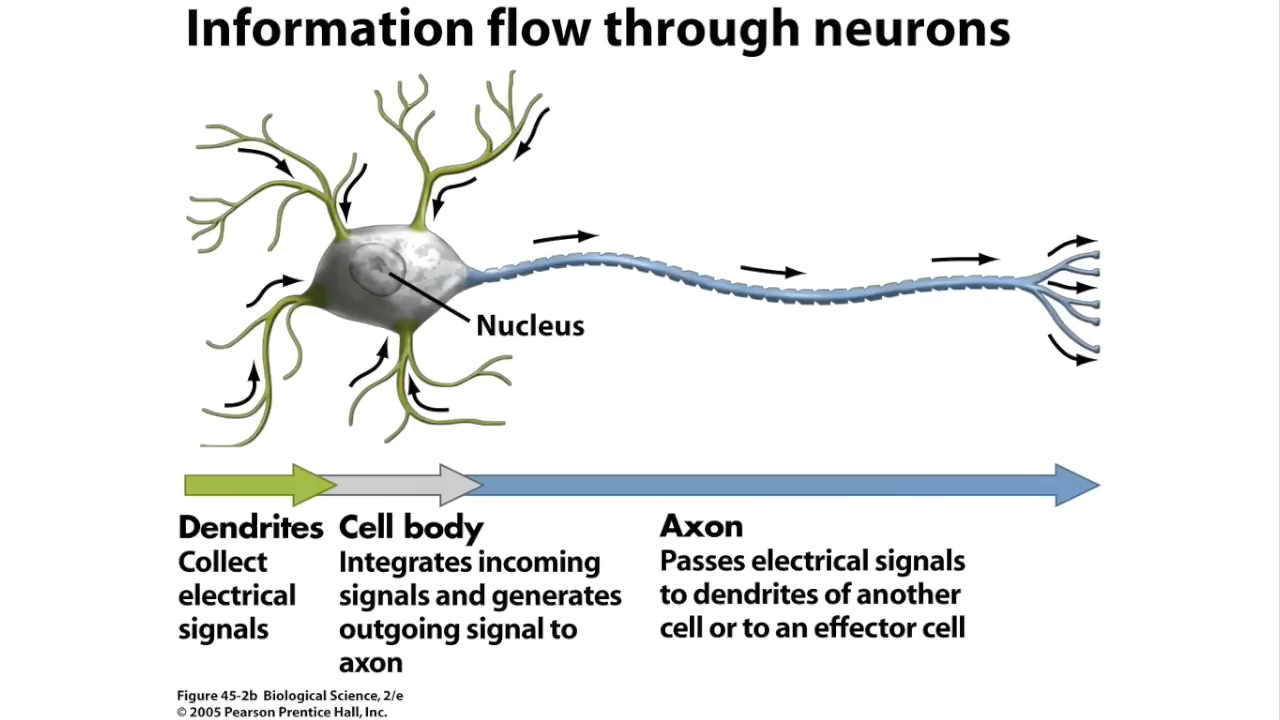 Information flow through neurons
Nucleus
Dendrites
Collect
electrical
signals
Cell body
Integrates incoming
signals and generates
outgoing signal to
axon
Axon
Passes electrical signals
to dendrites of another
cell or to an effector cell
Figure 45-2b Biological Science, 2/e
© 2005 Pearson Prentice Hall, Inc.